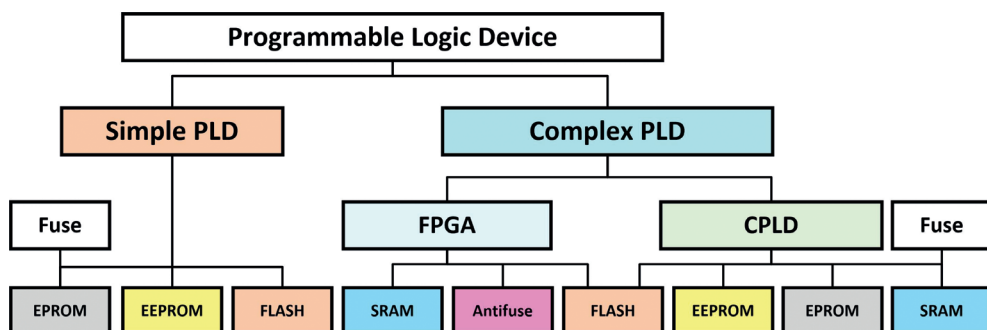 Programmable Logic Device
Simple PLD
Complex PLD
Fuse
FPGA
CPLD
Fuse
EPROM
EEPROM
FLASH
SRAM
Antifuse
FLASH
EEPROM
EPROM
SRAM